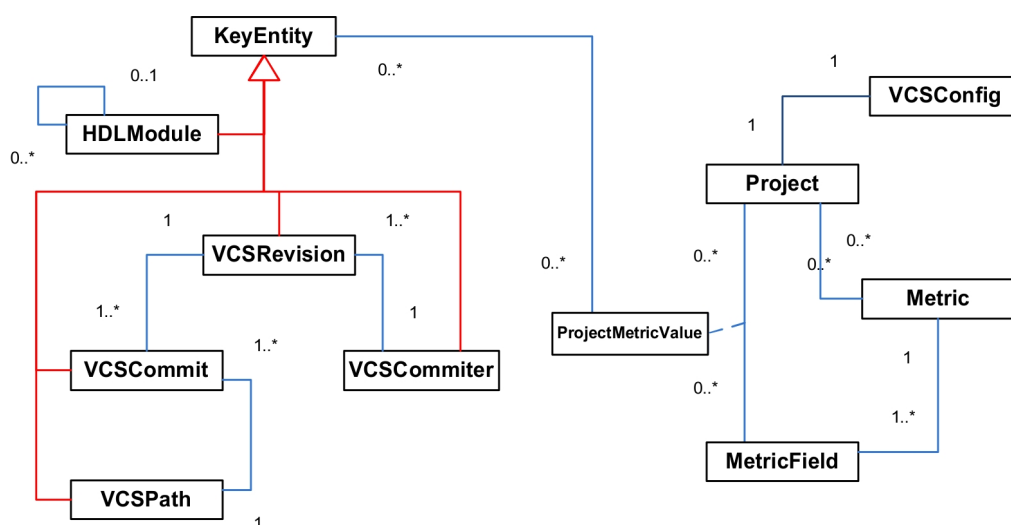 KeyEntity
0..*
0..1
1
VCSConfig
HDLModule
1
0..*
Project
1
1..*
VCSRevision
0..*
0..*
0..*
0..*
Metric
1..*
1
ProjectMetricValue
1..*
1
VCSCommit
VCSCommiter
0..*
1..*
MetricField
VCSPath
1